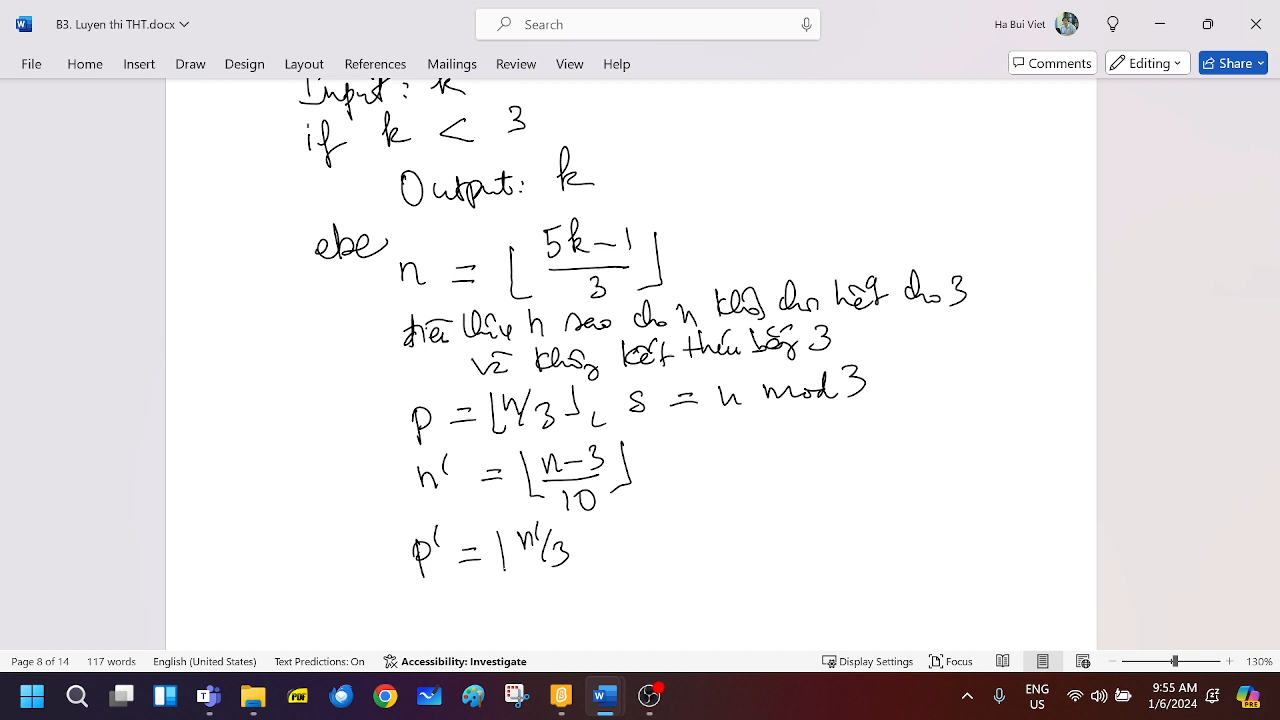 B3. Luyen thi THT.docx
Search
Ha Bui Viet
File Home Insert Draw Design Layout References Mailings Review View Help
Comments Editing Share
Input: k
if k < 3
Output: k
else n = ⌊(5k-1)/3⌋
n sao cho n không chia hết cho 3
và không kết thúc bằng 3
p = ⌊n/3⌋, s = n mod 3
n' = ⌊(n-3)/10⌋
p' = | n'/3
Page 8 of 14 117 words English (United States) Text Predictions: On Accessibility: Investigate Display Settings Focus 130%
ENG 9:55 AM
US 1/6/2024
PDF
PRE